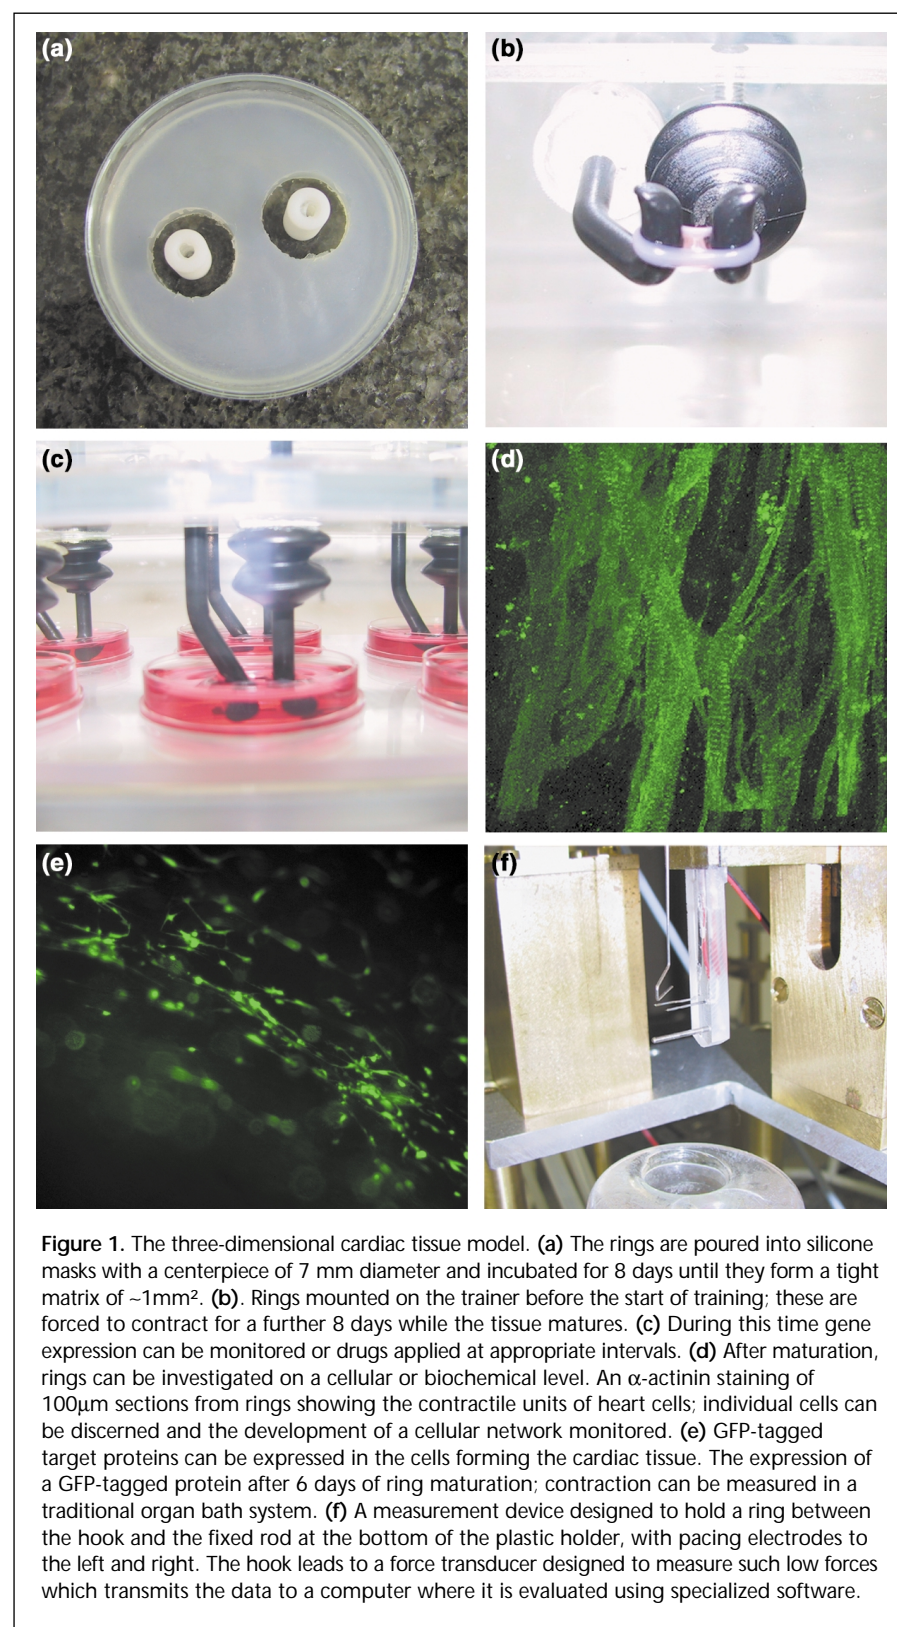 (a)
(b)
(c)
(d)
(e)
(f)
Figure 1. The three-dimensional cardiac tissue model. (a) The rings are poured into silicone
masks with a centerpiece of 7 mm diameter and incubated for 8 days until they form a tight
matrix of ~1mm². (b). Rings mounted on the trainer before the start of training; these are
forced to contract for a further 8 days while the tissue matures. (c) During this time gene
expression can be monitored or drugs applied at appropriate intervals. (d) After maturation,
rings can be investigated on a cellular or biochemical level. An α-actinin staining of
100μm sections from rings showing the contractile units of heart cells; individual cells can
be discerned and the development of a cellular network monitored. (e) GFP-tagged
target proteins can be expressed in the cells forming the cardiac tissue. The expression of
a GFP-tagged protein after 6 days of ring maturation; contraction can be measured in a
traditional organ bath system. (f) A measurement device designed to hold a ring between
the hook and the fixed rod at the bottom of the plastic holder, with pacing electrodes to
the left and right. The hook leads to a force transducer designed to measure such low forces
which transmits the data to a computer where it is evaluated using specialized software.